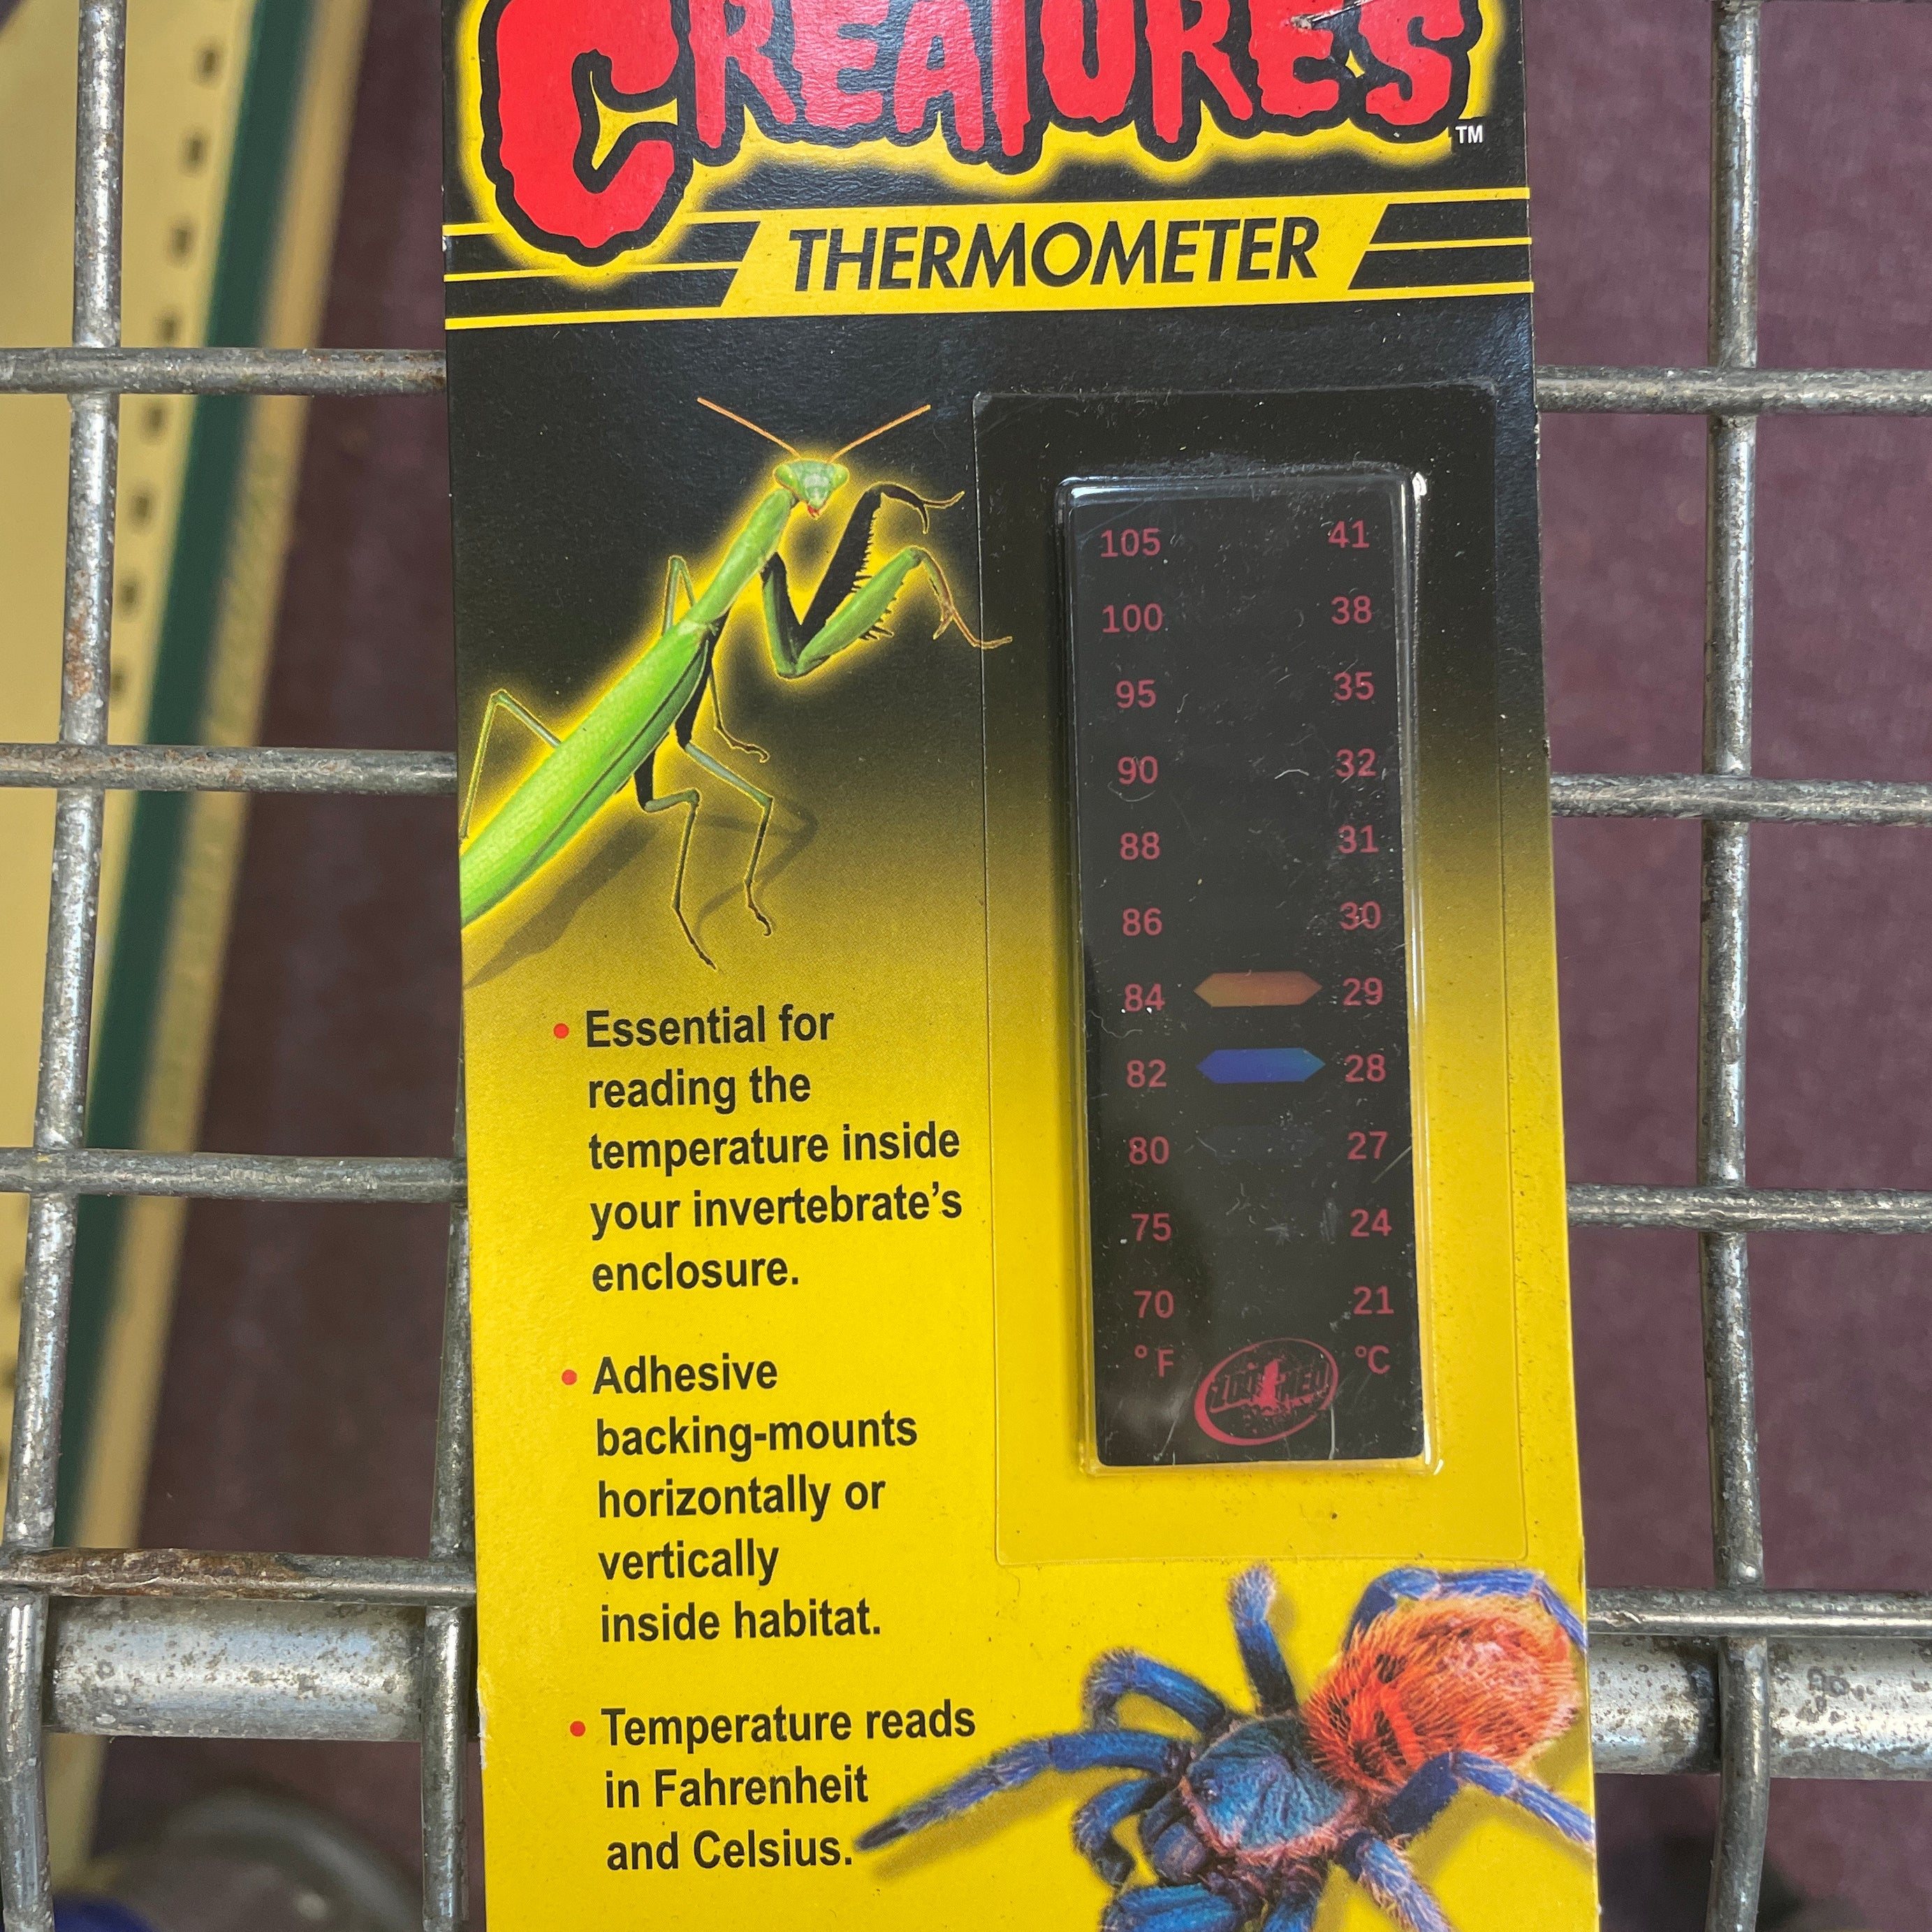 CREATURES™
THERMOMETER
105 41
100 38
95 35
90 32
88 31
86 30
84 29
82 28
80 27
75 24
70 21
°F °C
ZOO MED
• Essential for
reading the
temperature inside
your invertebrate’s
enclosure.
• Adhesive
backing-mounts
horizontally or
vertically
inside habitat.
• Temperature reads
in Fahrenheit
and Celsius.